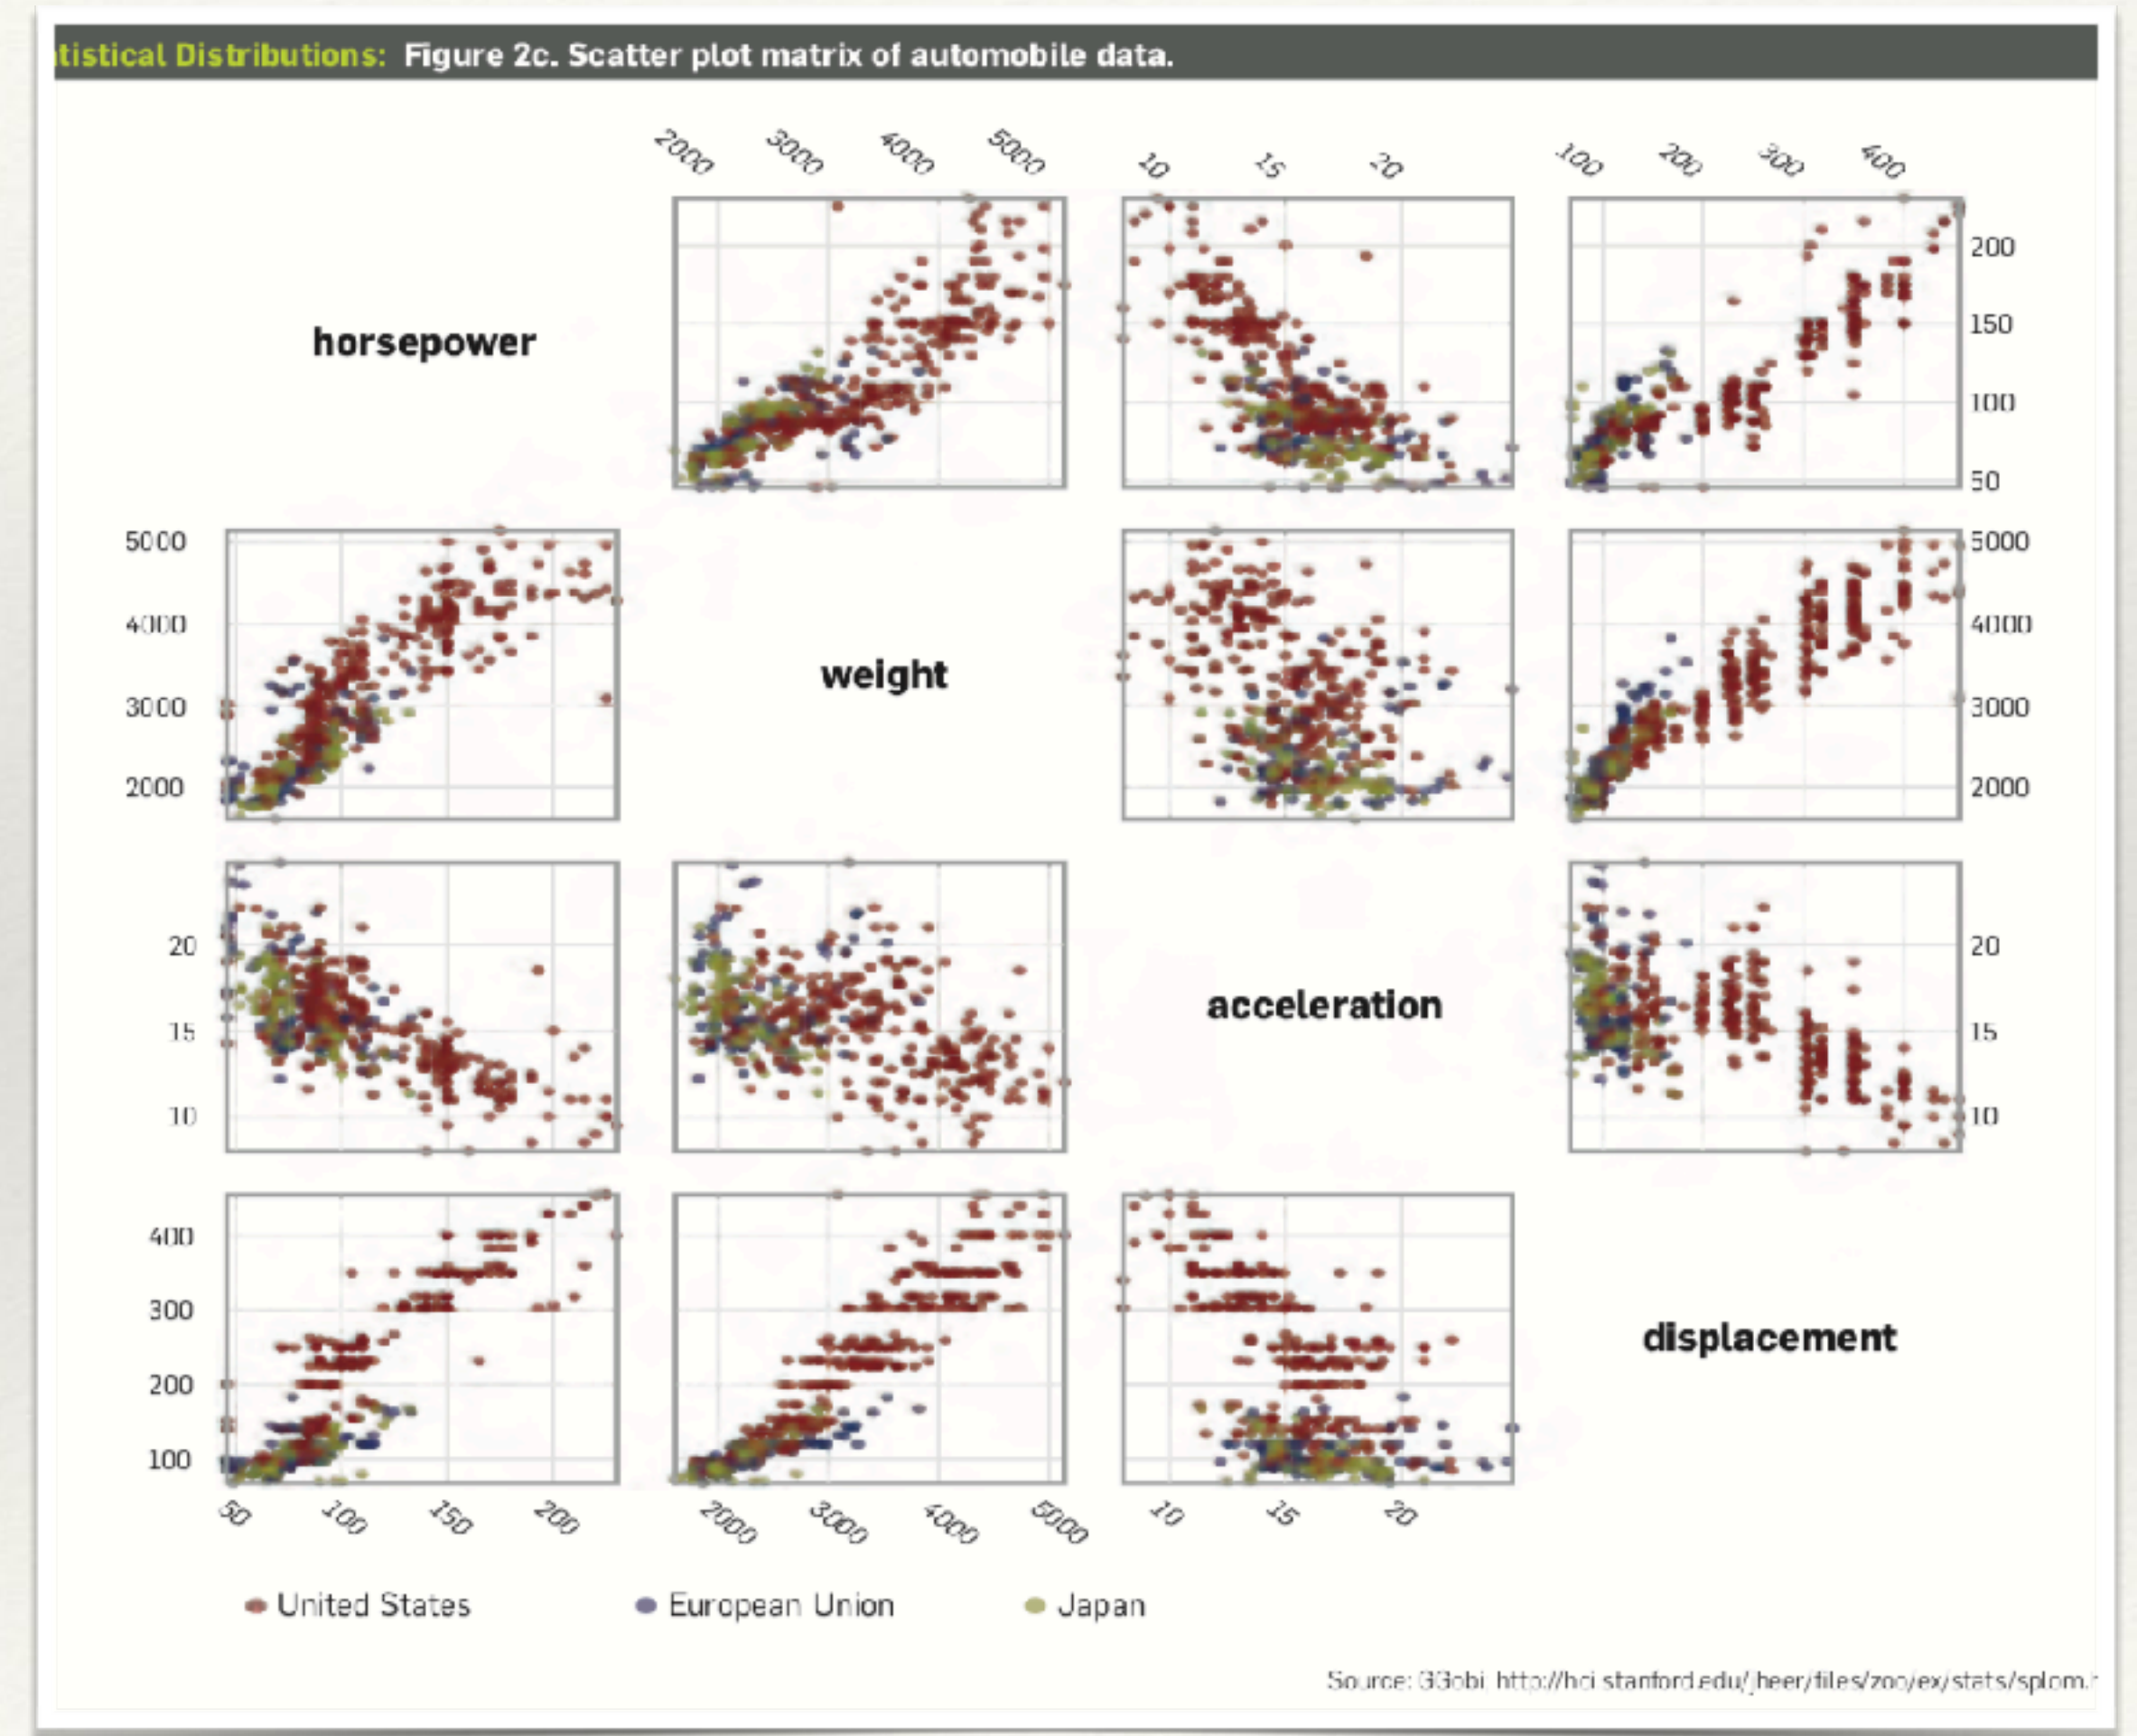 tistical Distributions: Figure 2c. Scatter plot matrix of automobile data.
2000 3000 4000 5000 10 15 20 100 200 300 400
horsepower
200
150
100
50
5000 5000
4000 4000
3000 3000
2000 2000
weight
20 20
15 15
10 10
acceleration
400
300
200
100
displacement
50 100 150 200 2000 3000 4000 5000 10 15 20
United States European Union Japan
Source: GGobi http://hci.stanford.edu/jheer/files/zoo/ex/stats/splom.